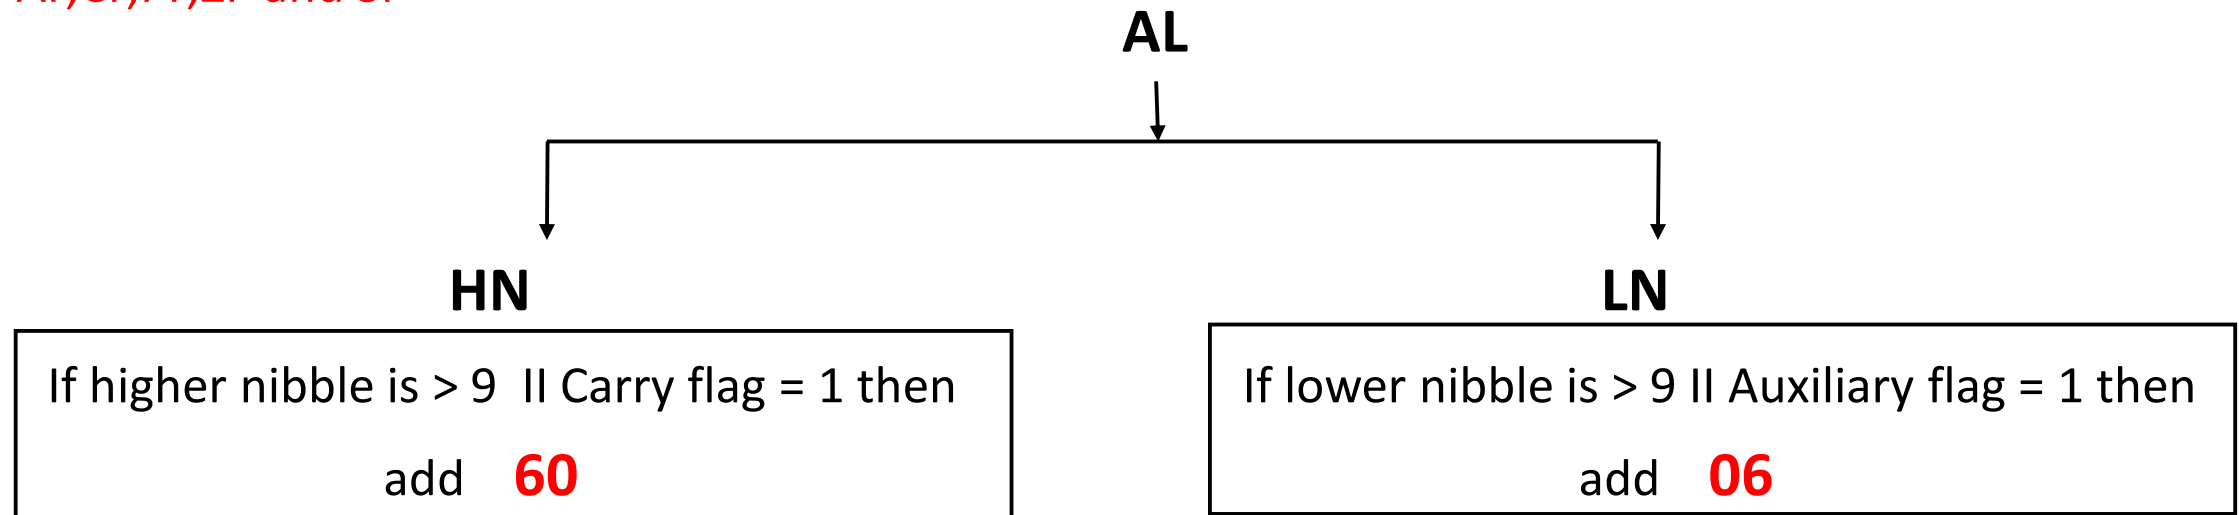 AL
HN
LN
If higher nibble is > 9 II Carry flag = 1 then
add 60
If lower nibble is > 9 II Auxiliary flag = 1 then
add 06